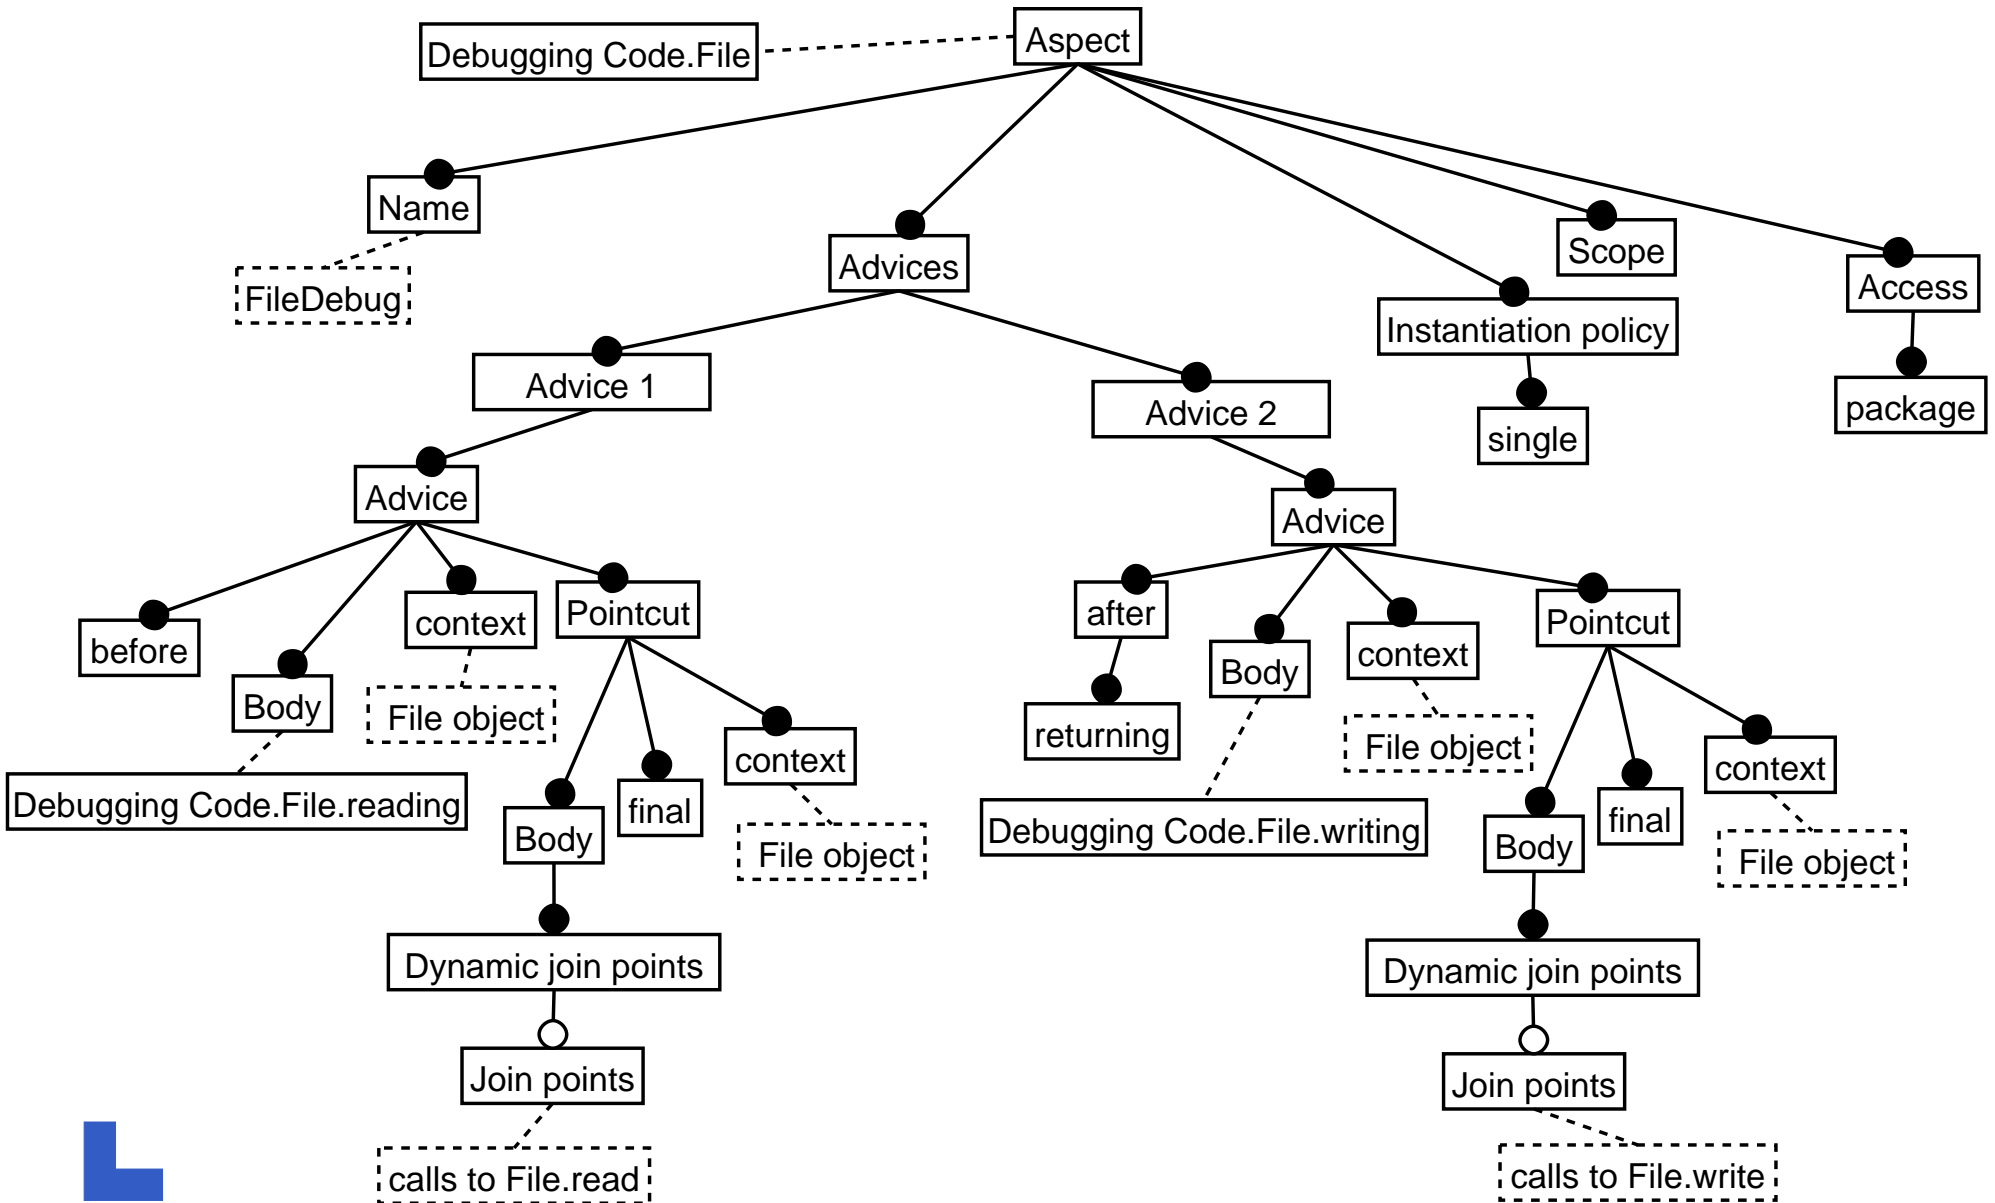 Aspect
Debugging Code.File
Name
FileDebug
Advices
Scope
Access
Instantiation policy
package
single
Advice 1
Advice 2
Advice
Advice
before
Body
context
Pointcut
File object
Debugging Code.File.reading
Body
final
context
File object
Dynamic join points
Join points
calls to File.read
after
returning
Body
context
Pointcut
File object
Debugging Code.File.writing
Body
final
context
File object
Dynamic join points
Join points
calls to File.write